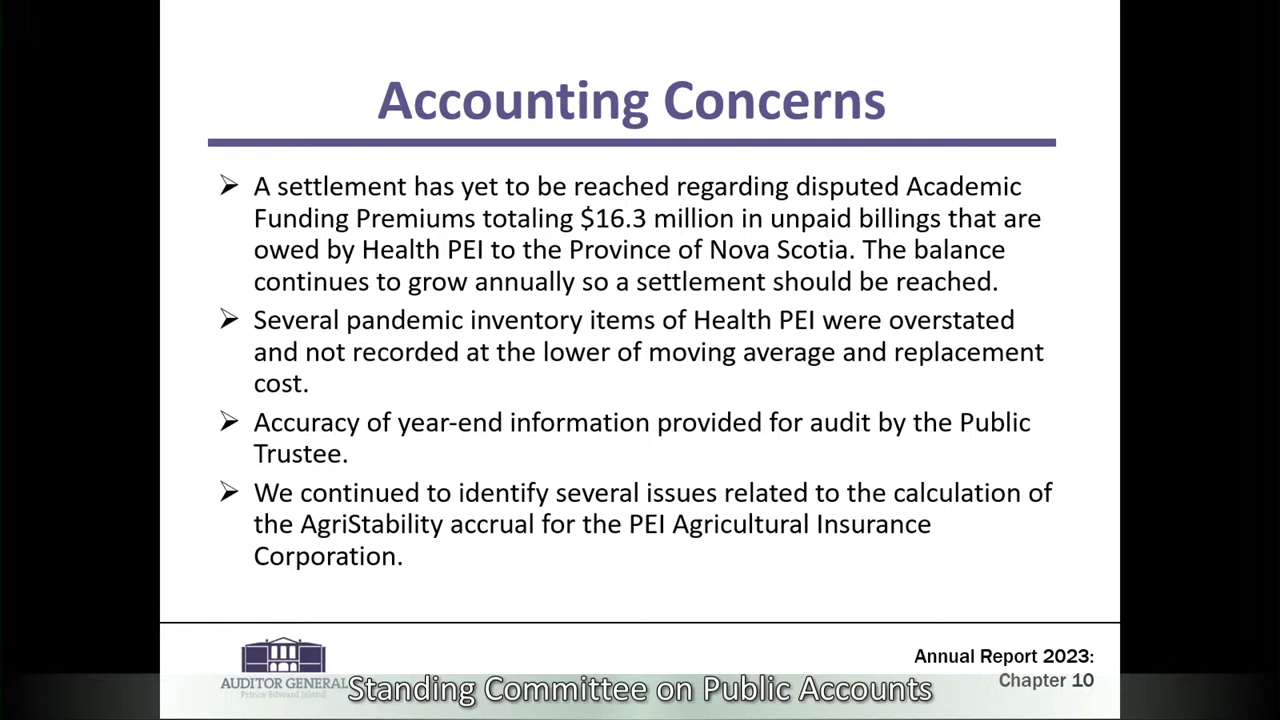 Accounting Concerns
➢ A settlement has yet to be reached regarding disputed Academic
Funding Premiums totaling $16.3 million in unpaid billings that are
owed by Health PEI to the Province of Nova Scotia. The balance
continues to grow annually so a settlement should be reached.
➢ Several pandemic inventory items of Health PEI were overstated
and not recorded at the lower of moving average and replacement
cost.
➢ Accuracy of year-end information provided for audit by the Public
Trustee.
➢ We continued to identify several issues related to the calculation of
the AgriStability accrual for the PEI Agricultural Insurance
Corporation.
Annual Report 2023:
Chapter 10
AUDITOR GENERAL
Prince Edward Island
Standing Committee on Public Accounts